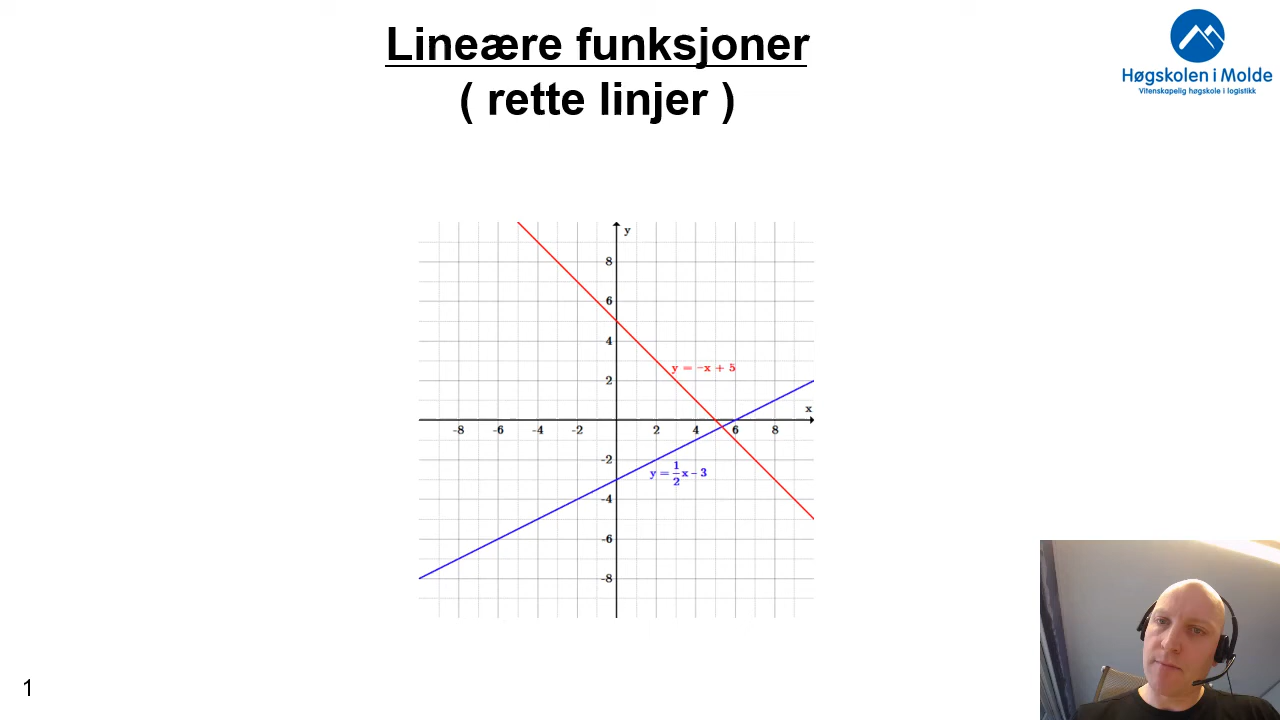 Lineære funksjoner
( rette linjer )
Høgskolen i Molde
Vitenskapelig høgskole i logistikk
y
8
6
4
y = -x + 5
2
x
-8 -6 -4 -2 2 4 6 8
-2
y = 1/2 x - 3
-4
-6
-8
1